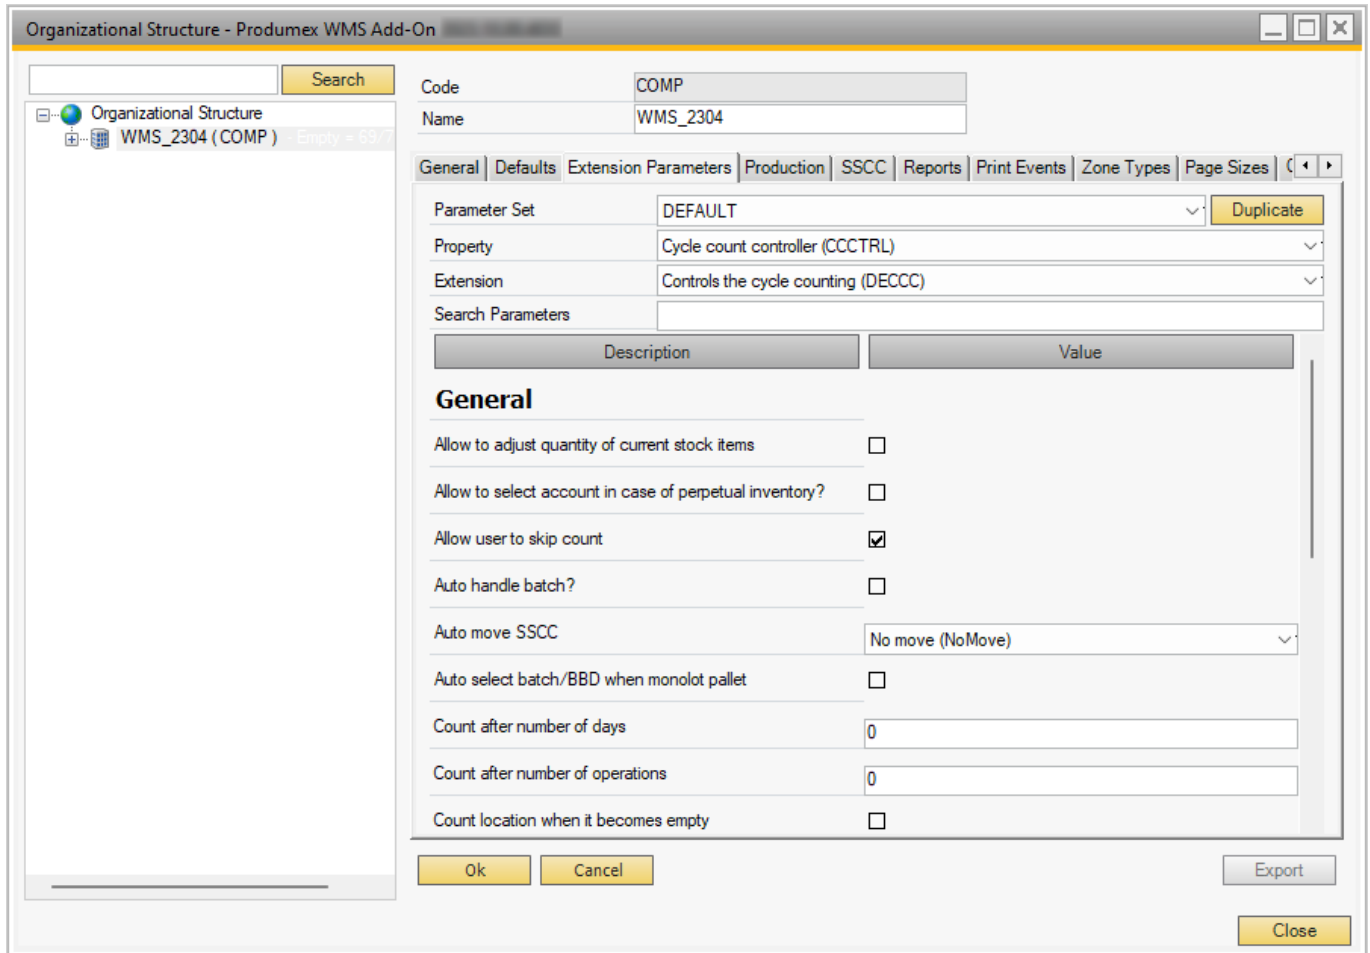 Organizational Structure - Produmex WMS Add-On
Search
Organizational Structure
WMS_2304 ( COMP ) - Empty = 69/7
Code COMP
Name WMS_2304
General Defaults Extension Parameters Production SSCC Reports Print Events Zone Types Page Sizes
Parameter Set DEFAULT Duplicate
Property Cycle count controller (CCCTRL)
Extension Controls the cycle counting (DECCC)
Search Parameters
Description Value
General
Allow to adjust quantity of current stock items
Allow to select account in case of perpetual inventory?
Allow user to skip count
Auto handle batch?
Auto move SSCC No move (NoMove)
Auto select batch/BBD when monolot pallet
Count after number of days 0
Count after number of operations 0
Count location when it becomes empty
Ok Cancel Export
Close